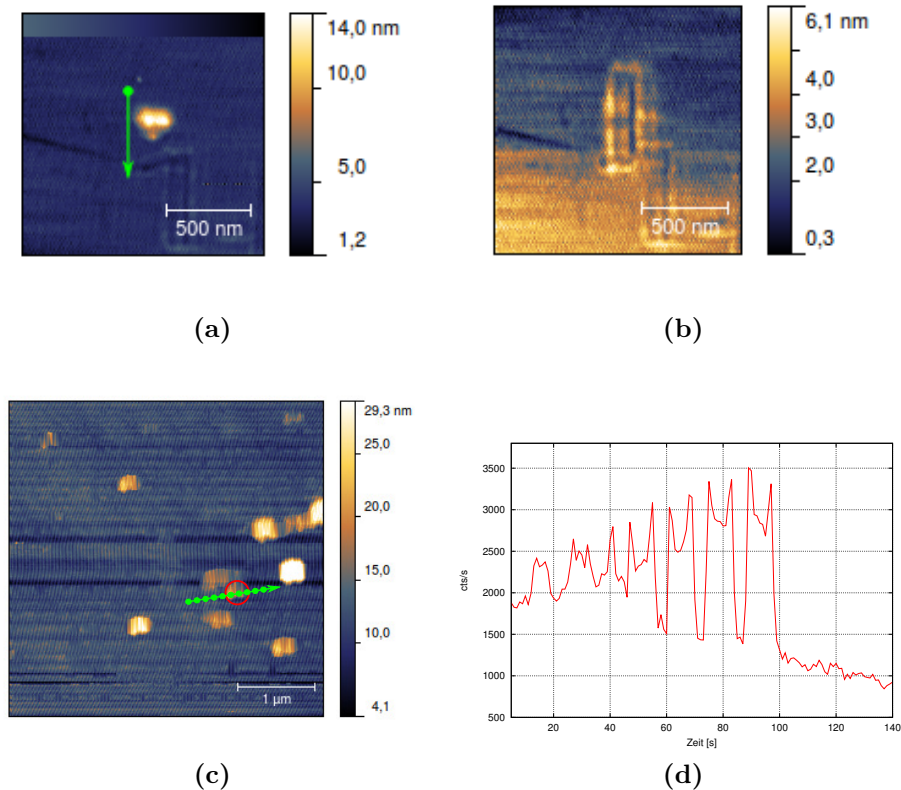 14,0 nm
10,0
5,0
1,2
500 nm
(a)
6,1 nm
4,0
3,0
2,0
0,3
500 nm
(b)
29,3 nm
25,0
20,0
15,0
10,0
4,1
1 µm
(c)
3500
3000
2500
2000
1500
1000
500
cts/s
20
40
60
80
100
120
140
Zeit [s]
(d)